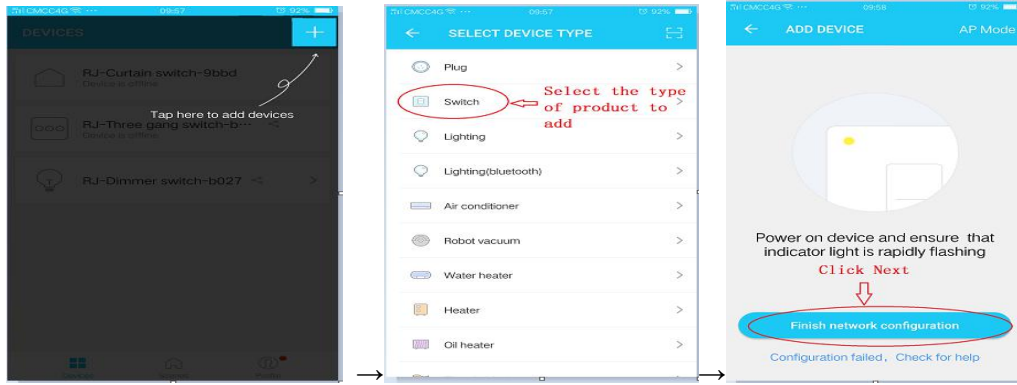 CMCC4G 09:57 92%
DEVICES
RJ-Curtain switch-9bbd
Device is offline
Tap here to add devices
RJ-Three gang switch-b···
Device is offline
RJ-Dimmer switch-b027
Devices
Profile
→
CMCC4G 09:57 92%
← SELECT DEVICE TYPE
Plug
Switch
Select the type
of product to
add
Lighting
Lighting(bluetooth)
Air conditioner
Robot vacuum
Water heater
Heater
Oil heater
→
CMCC4G 09:58 92%
← ADD DEVICE AP Mode
Power on device and ensure that
indicator light is rapidly flashing
Click Next
Finish network configuration
Configuration failed, Check for help